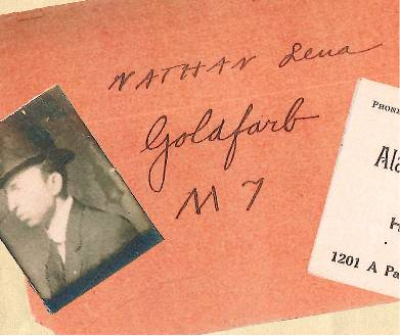 NATHAN Lena
Goldfarb
M 7
PHONE
Ala
1201 A Pa